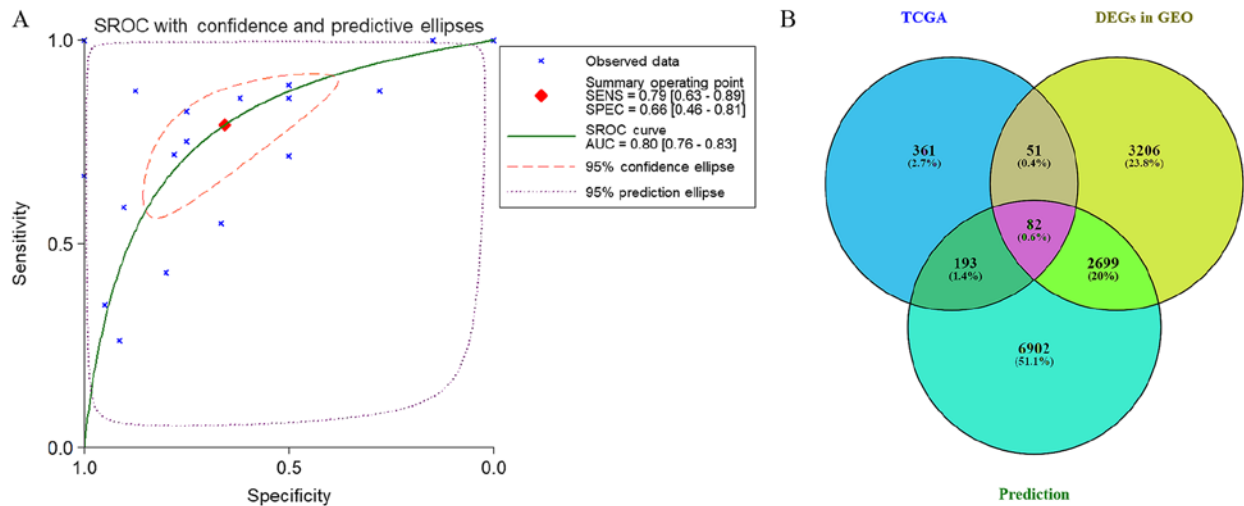 A
SROC with confidence and predictive ellipses
1.0
0.5
0.0
Sensitivity
1.0
0.5
0.0
Specificity
Observed data
Summary operating point
SENS = 0.79 [0.63 - 0.89]
SPEC = 0.66 [0.46 - 0.81]
SROC curve
AUC = 0.80 [0.76 - 0.83]
95% confidence ellipse
95% prediction ellipse
B
TCGA
DEGs in GEO
361
(2.7%)
51
(0.4%)
3206
(23.8%)
82
(0.6%)
193
(1.4%)
2699
(20%)
6902
(51.1%)
Prediction